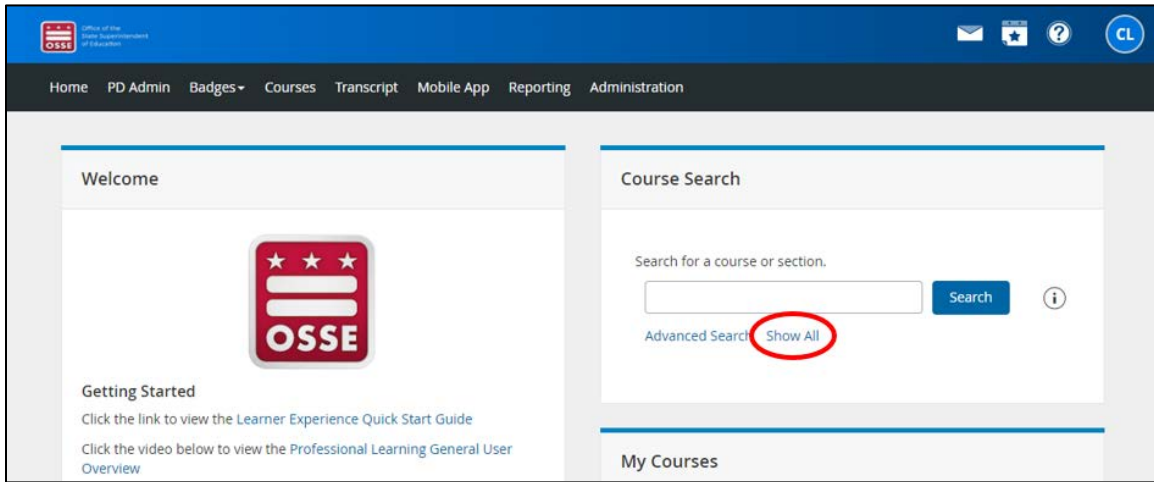 OSSE
Office of the
State Superintendent
of Education
CL
Home PD Admin Badges Courses Transcript Mobile App Reporting Administration
Welcome
OSSE
Getting Started
Click the link to view the Learner Experience Quick Start Guide
Click the video below to view the Professional Learning General User
Overview
Course Search
Search for a course or section.
Search
Advanced Search Show All
My Courses